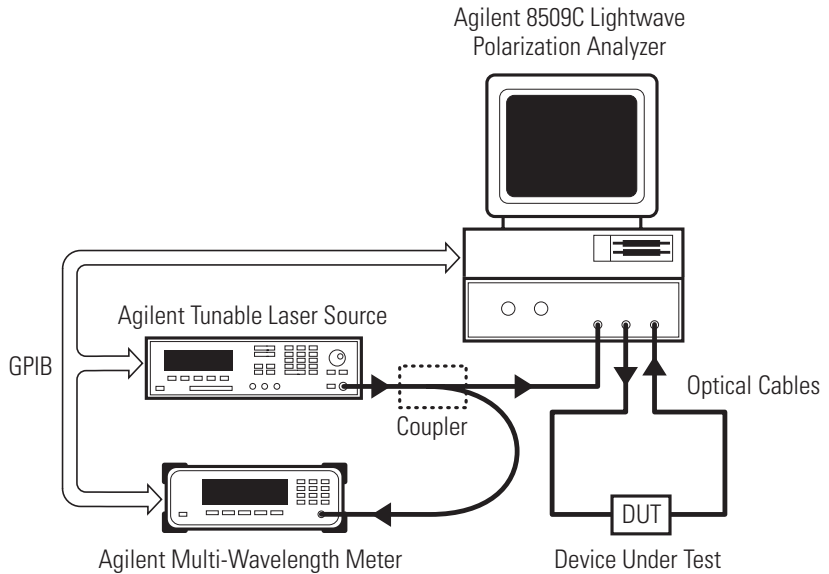 Agilent 8509C Lightwave
Polarization Analyzer
Agilent Tunable Laser Source
GPIB
Coupler
Optical Cables
DUT
Agilent Multi-Wavelength Meter
Device Under Test